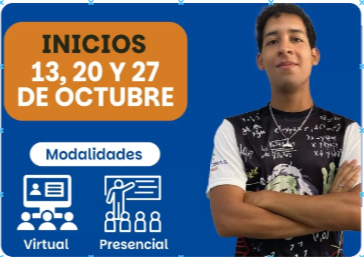 INICIOS
13, 20 Y 27
DE OCTUBRE
Modalidades
Virtual
Presencial